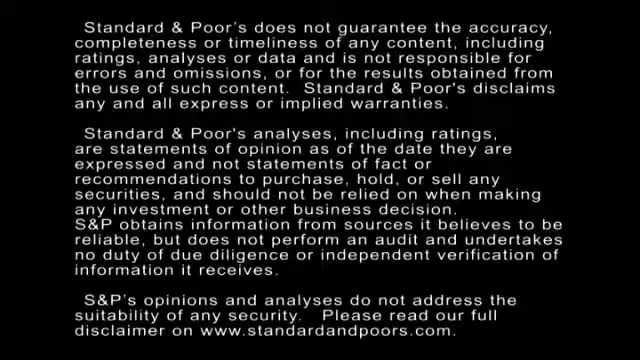 Standard & Poor's does not guarantee the accuracy,
completeness or timeliness of any content, including
ratings, analyses or data and is not responsible for
errors and omissions, or for the results obtained from
the use of such content.  Standard & Poor's disclaims
any and all express or implied warranties.
Standard & Poor's analyses, including ratings,
are statements of opinion as of the date they are
expressed and not statements of fact or
recommendations to purchase, hold, or sell any
securities, and should not be relied on when making
any investment or other business decision.
S&P obtains information from sources it believes to be
reliable, but does not perform an audit and undertakes
no duty of due diligence or independent verification of
information it receives.
S&P's opinions and analyses do not address the
suitability of any security.   Please read our full
disclaimer on www.standardandpoors.com.